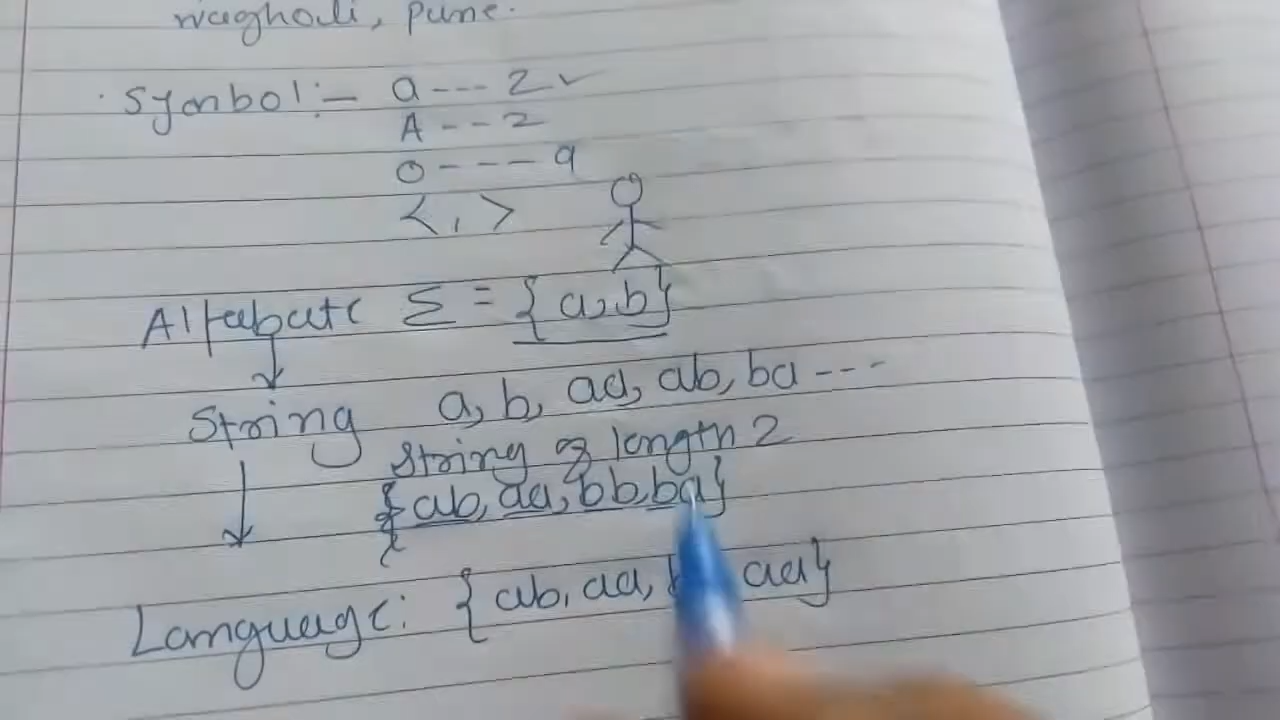 Wagholi, Pune.
Symbol:- a --- z ✓
A -- z
0 ---- 9
< , >
Alfabate Σ = {a, b}
String a, b, aa, ab, ba ---
String of length 2
{ab, aa, bb, ba}
Language: {ab, aa, aa}